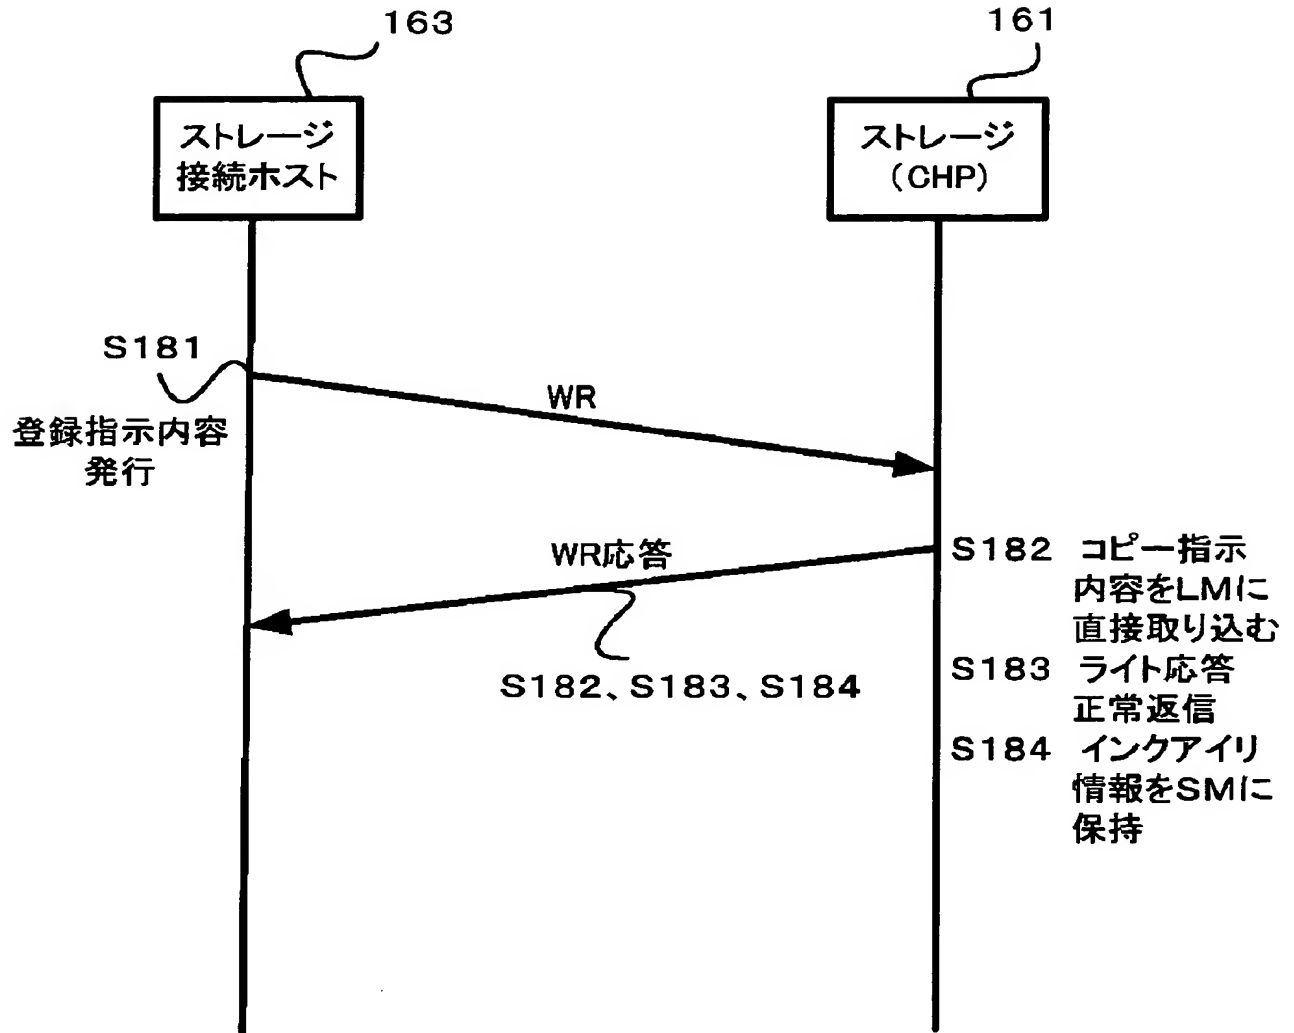 163
161
ストレージ
接続ホスト
ストレージ
(CHP)
S181
登録指示内容
発行
WR
WR応答
S182、S183、S184
S182 コピー指示
内容をLMに
直接取り込む
S183 ライト応答
正常返信
S184 インクアイリ
情報をSMに
保持